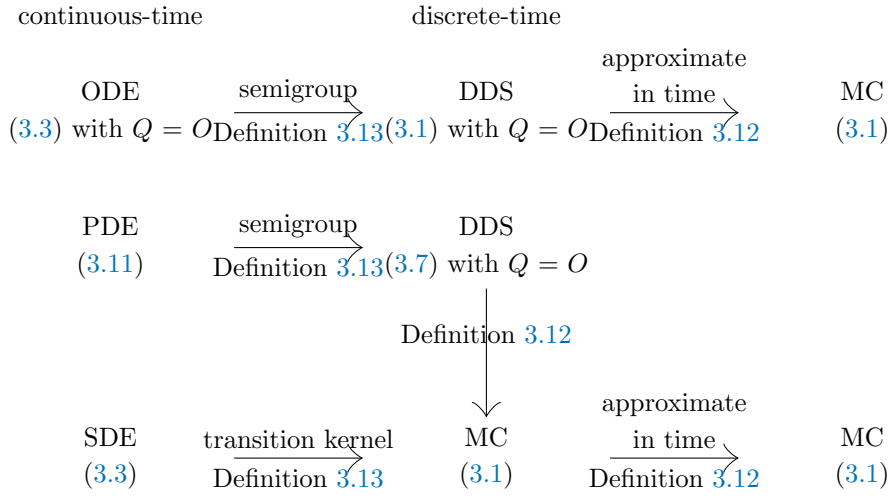 continuous-time discrete-time
approximate
ODE semigroup DDS in time MC
(3.3) with Q = O Definition 3.13 (3.1) with Q = O Definition 3.12 (3.1)
PDE semigroup DDS
(3.11) Definition 3.13 (3.7) with Q = O
Definition 3.12
approximate
SDE transition kernel MC in time MC
(3.3) Definition 3.13 (3.1) Definition 3.12 (3.1)